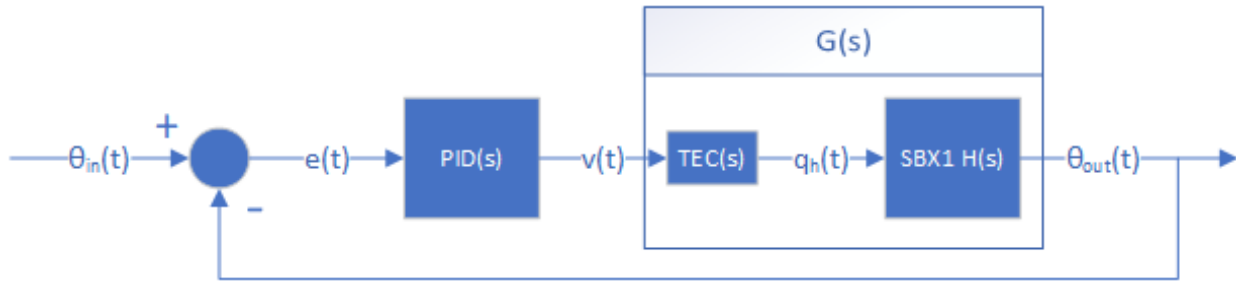 G(s)
+
θin(t)
e(t)
PID(s)
v(t)
TEC(s)
qh(t)
SBX1 H(s)
θout(t)
-